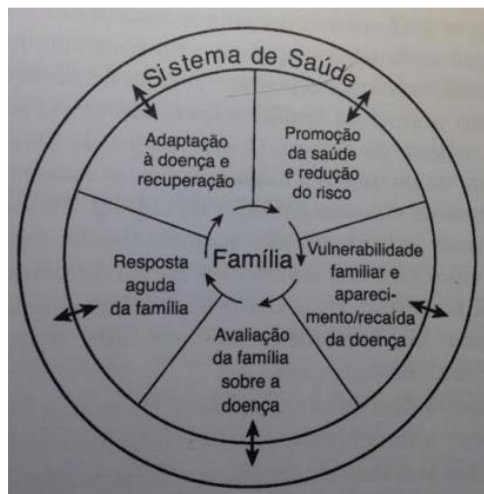 Sistema de Saúde
Adaptação
à doença e
recuperação
Promoção
da saúde
e redução
do risco
Resposta
aguda
da família
Família
Vulnerabilidade
familiar e
apareci-
mento/recaída
da doença
Avaliação
da família
sobre a
doença